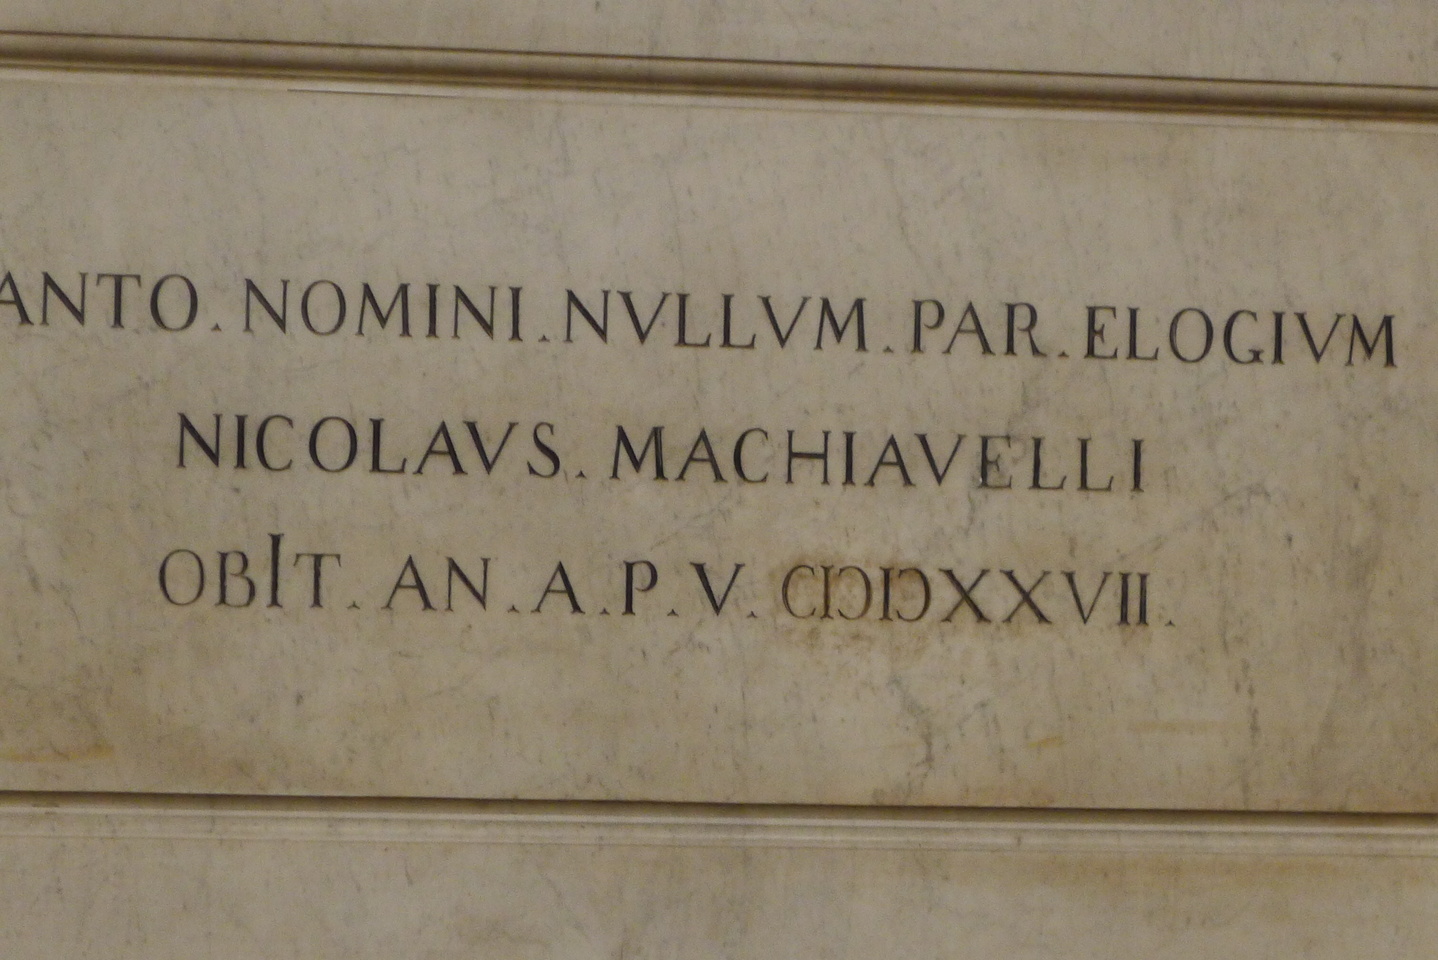 ANTO . NOMINI . NVLLVM . PAR . ELOGIVM
NICOLAVS . MACHIAVELLI
OBIT . AN . A . P . V . CIƆIƆXXVII .